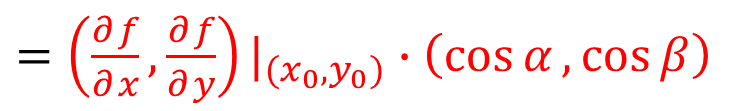 = (∂f/∂x, ∂f/∂y)|(x₀,y₀) · (cos α , cos β)